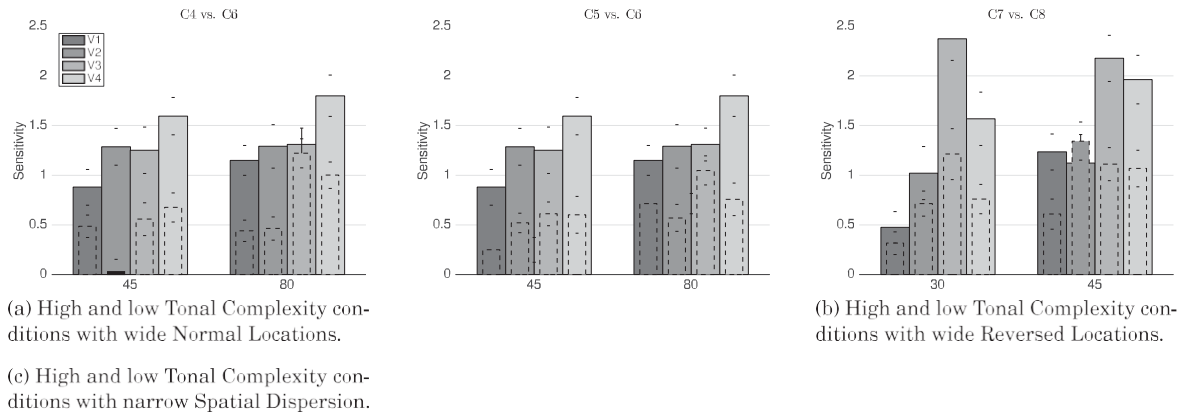 C4 vs. C6
2.5
2
1.5
1
0.5
0
Sensitivity
V1
V2
V3
V4
45
80
C5 vs. C6
2.5
2
1.5
1
0.5
0
Sensitivity
45
80
C7 vs. C8
2.5
2
1.5
1
0.5
0
Sensitivity
30
45
(a) High and low Tonal Complexity con-
ditions with wide Normal Locations.
(b) High and low Tonal Complexity con-
ditions with wide Reversed Locations.
(c) High and low Tonal Complexity con-
ditions with narrow Spatial Dispersion.